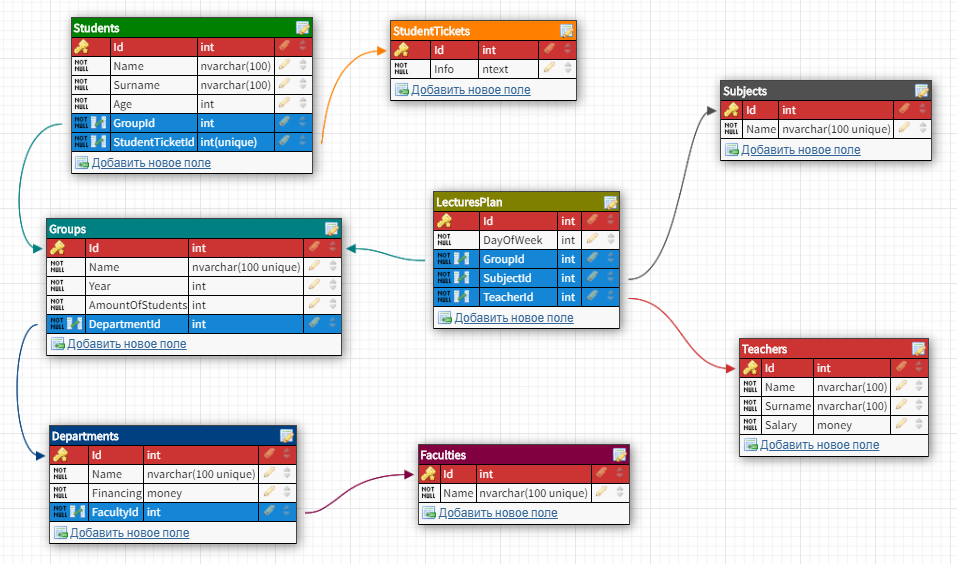 Students
Id int
NOT NULL Name nvarchar(100)
NOT NULL Surname nvarchar(100)
NOT NULL Age int
NOT NULL GroupId int
NOT NULL StudentTicketId int(unique)
Добавить новое поле
StudentTickets
Id int
NOT NULL Info ntext
Добавить новое поле
Subjects
Id int
NOT NULL Name nvarchar(100 unique)
Добавить новое поле
LecturesPlan
Id int
NOT NULL DayOfWeek int
NOT NULL GroupId int
NOT NULL SubjectId int
NOT NULL TeacherId int
Добавить новое поле
Groups
Id int
NOT NULL Name nvarchar(100 unique)
NOT NULL Year int
NOT NULL AmountOfStudents int
NOT NULL DepartmentId int
Добавить новое поле
Teachers
Id int
NOT NULL Name nvarchar(100)
NOT NULL Surname nvarchar(100)
NOT NULL Salary money
Добавить новое поле
Departments
Id int
NOT NULL Name nvarchar(100 unique)
NOT NULL Financing money
NOT NULL FacultyId int
Добавить новое поле
Faculties
Id int
NOT NULL Name nvarchar(100 unique)
Добавить новое поле